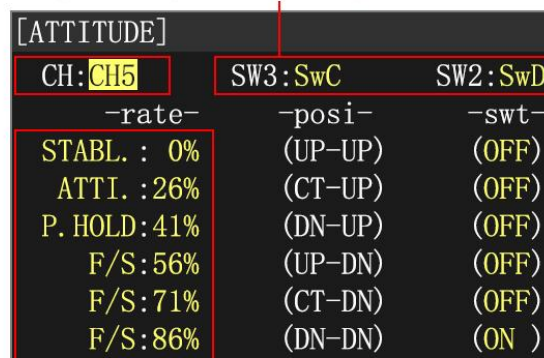 [ATTITUDE]
CH:CH5 SW3:SwC SW2:SwD
-rate- -posi- -swt-
STABL.: 0% (UP-UP) (OFF)
ATTI.:26% (CT-UP) (OFF)
P.HOLD:41% (DN-UP) (OFF)
F/S:56% (UP-DN) (OFF)
F/S:71% (CT-DN) (OFF)
F/S:86% (DN-DN) (ON )